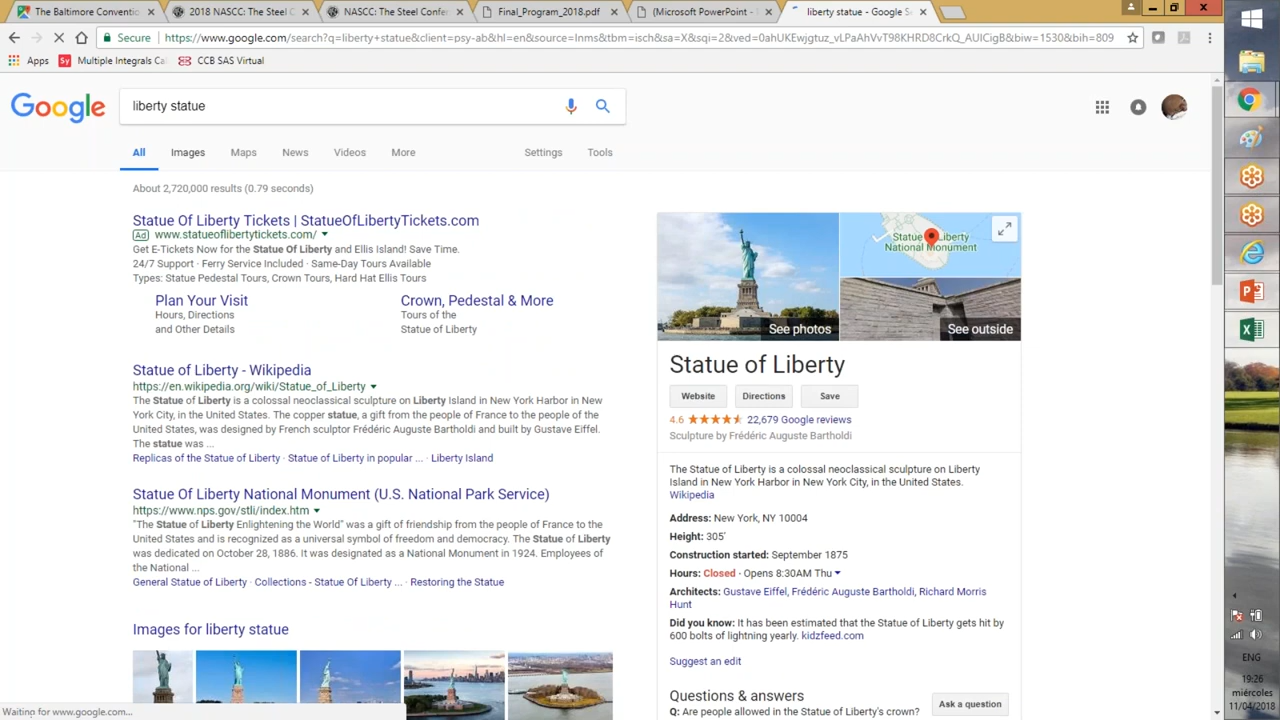 The Baltimore Conventic
2018 NASCC: The Steel C
NASCC: The Steel Confer
Final_Program_2018.pdf
(Microsoft PowerPoint -
liberty statue - Google Se
Secure
https://www.google.com/search?q=liberty+statue&client=psy-ab&hl=en&source=lnms&tbm=isch&sa=X&sqi=2&ved=0ahUKEwjgtuz_vLPaAhVvT98KHRD8CrkQ_AUICigB&biw=1530&bih=809
Apps
Sy
Multiple Integrals Ca
CCB SAS Virtual
Google
liberty statue
All
Images
Maps
News
Videos
More
Settings
Tools
About 2,720,000 results (0.79 seconds)
Statue Of Liberty Tickets | StatueOfLibertyTickets.com
Ad www.statueoflibertytickets.com/
Get E-Tickets Now for the Statue Of Liberty and Ellis Island! Save Time.
24/7 Support · Ferry Service Included · Same-Day Tours Available
Types: Statue Pedestal Tours, Crown Tours, Hard Hat Ellis Tours
Plan Your Visit
Hours, Directions
and Other Details
Crown, Pedestal & More
Tours of the
Statue of Liberty
Statue of Liberty - Wikipedia
https://en.wikipedia.org/wiki/Statue_of_Liberty
The Statue of Liberty is a colossal neoclassical sculpture on Liberty Island in New York Harbor in New
York City, in the United States. The copper statue, a gift from the people of France to the people of the
United States, was designed by French sculptor Frédéric Auguste Bartholdi and built by Gustave Eiffel.
The statue was ...
Replicas of the Statue of Liberty · Statue of Liberty in popular ... · Liberty Island
Statue Of Liberty National Monument (U.S. National Park Service)
https://www.nps.gov/stli/index.htm
"The Statue of Liberty Enlightening the World" was a gift of friendship from the people of France to the
United States and is recognized as a universal symbol of freedom and democracy. The Statue of Liberty
was dedicated on October 28, 1886. It was designated as a National Monument in 1924. Employees of
the National ...
General Statue of Liberty · Collections - Statue Of Liberty ... · Restoring the Statue
Images for liberty statue
Waiting for www.google.com...
Statue Liberty
National Monument
See photos
See outside
Statue of Liberty
Website
Directions
Save
4.6
22,679 Google reviews
Sculpture by Frédéric Auguste Bartholdi
The Statue of Liberty is a colossal neoclassical sculpture on Liberty
Island in New York Harbor in New York City, in the United States.
Wikipedia
Address: New York, NY 10004
Height: 305′
Construction started: September 1875
Hours: Closed · Opens 8:30AM Thu
Architects: Gustave Eiffel, Frédéric Auguste Bartholdi, Richard Morris
Hunt
Did you know: It has been estimated that the Statue of Liberty gets hit by
600 bolts of lightning yearly. kidzfeed.com
Suggest an edit
Questions & answers
Q: Are people allowed in the Statue of Liberty's crown?
Ask a question
ENG
19:26
miércoles
11/04/2018